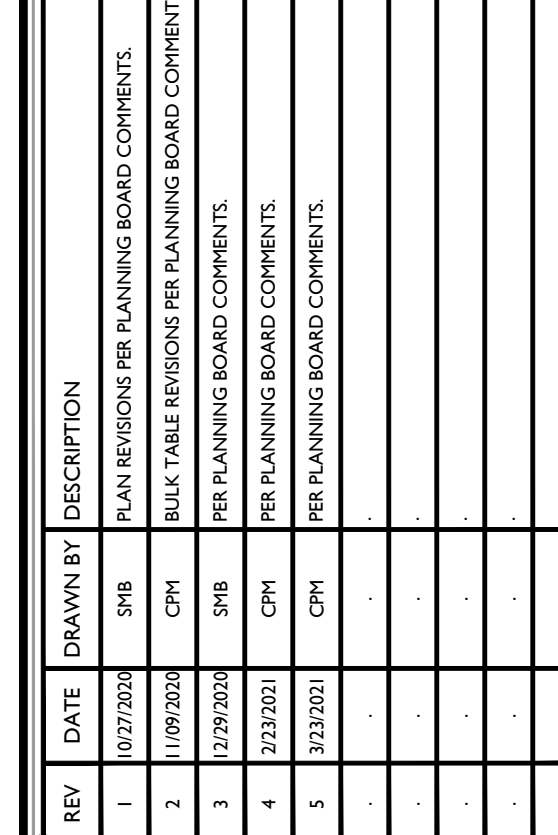 REV DATE DRAWN BY DESCRIPTION
1 10/27/2020 SMB PLAN REVISIONS PER PLANNING BOARD COMMENTS.
2 11/09/2020 CPM BULK TABLE REVISIONS PER PLANNING BOARD COMMENT
3 12/29/2020 SMB PER PLANNING BOARD COMMENTS.
4 2/23/2021 CPM PER PLANNING BOARD COMMENTS.
5 3/23/2021 CPM PER PLANNING BOARD COMMENTS.
. . . .
. . . .
. . . .
. . . .